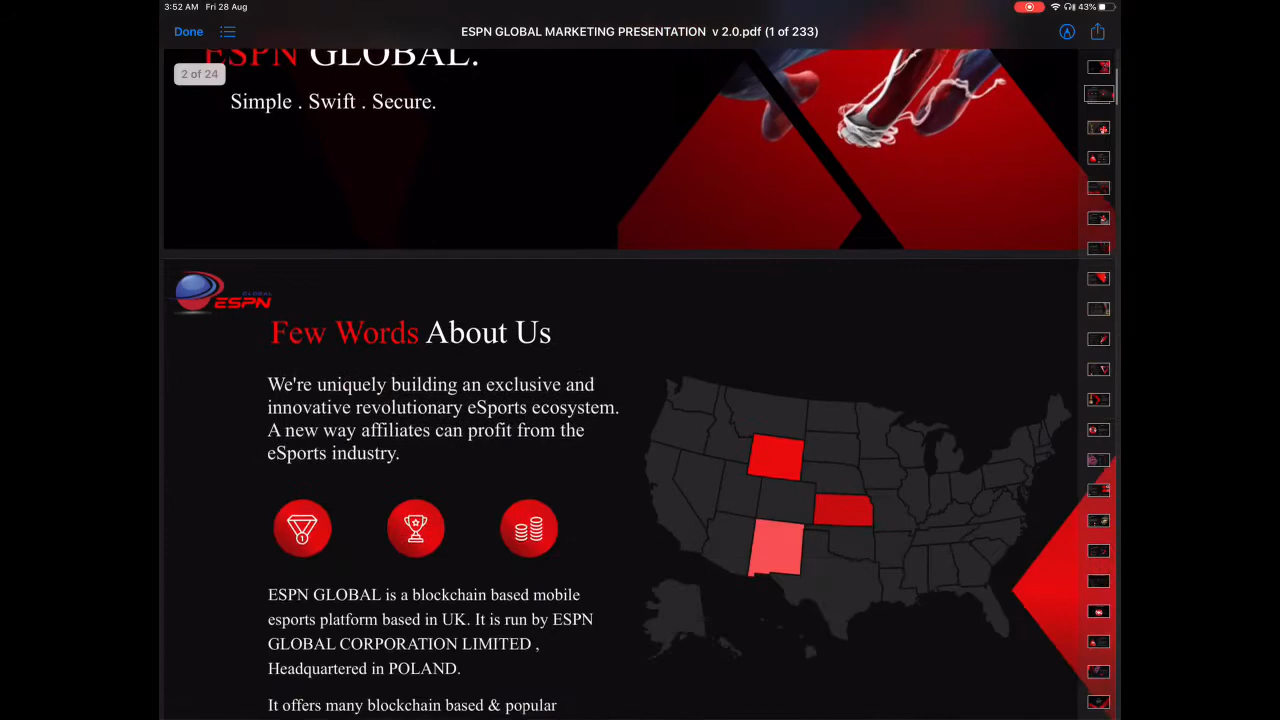 3:52 AM Fri 28 Aug
43%
Done
ESPN GLOBAL MARKETING PRESENTATION v 2.0.pdf (1 of 233)
ESPN GLOBAL.
2 of 24
Simple . Swift . Secure.
GLOBAL
ESPN
Few Words About Us
We're uniquely building an exclusive and
innovative revolutionary eSports ecosystem.
A new way affiliates can profit from the
eSports industry.
1
ESPN GLOBAL is a blockchain based mobile
esports platform based in UK. It is run by ESPN
GLOBAL CORPORATION LIMITED ,
Headquartered in POLAND.
It offers many blockchain based & popular